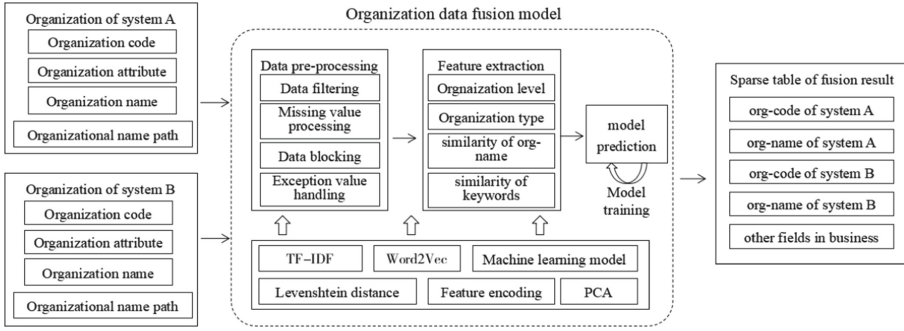 Organization data fusion model
Organization of system A
Organization code
Organization attribute
Organization name
Organizational name path
Organization of system B
Organization code
Organization attribute
Organization name
Organizational name path
Data pre-processing
Data filtering
Missing value
processing
Data blocking
Exception value
handling
Feature extraction
Orgnaization level
Organization type
similarity of org-
name
similarity of
keywords
model
prediction
Model
training
TF-IDF
Word2Vec
Machine learning model
Levenshtein distance
Feature encoding
PCA
Sparse table of fusion result
org-code of system A
org-name of system A
org-code of system B
org-name of system B
other fields in business